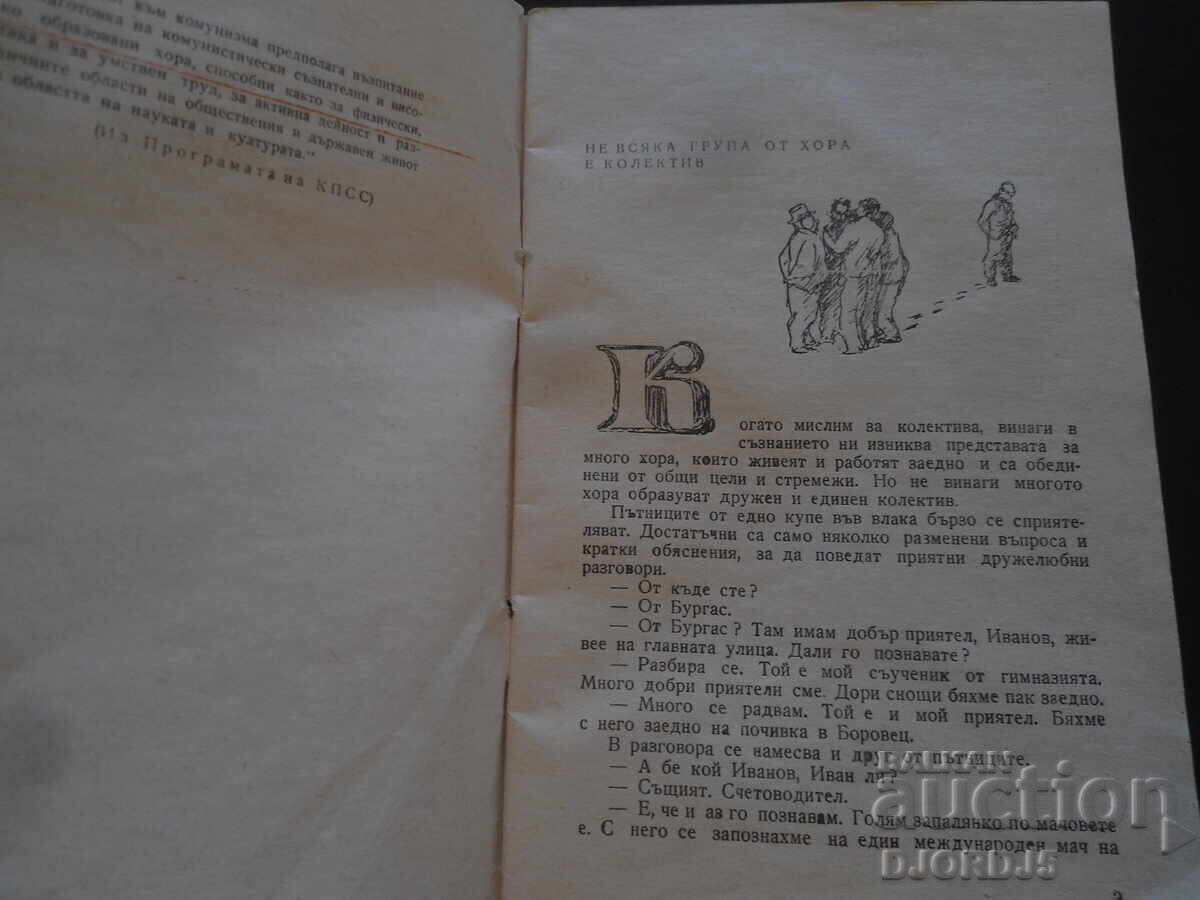 към комунизма предполага възпитание
на комунистически съзнателни и висо-
ко образовани хора, способни както за физически,
така и за умствен труд, за активна дейност и раз-
личните области на обществения и държавен живот
областта на науката и културата.“
(Из Програмата на КПСС)
НЕ ВСЯКА ГРУПА ОТ ХОРА
Е КОЛЕКТИВ
Когато мислим за колектива, винаги в
съзнанието ни изниква представата за
много хора, които живеят и работят заедно и са обеди-
нени от общи цели и стремежи. Но не винаги многото
хора образуват дружен и единен колектив.
Пътниците от едно купе във влака бързо се сприяте-
ляват. Достатъчни са само няколко разменени въпроса и
кратки обяснения, за да поведат приятни дружелюбни
разговори.
— От къде сте?
— От Бургас.
— От Бургас? Там имам добър приятел, Иванов, жи-
вее на главната улица. Дали го познавате?
— Разбира се. Той е мой съученик от гимназията.
Много добри приятели сме. Дори снощи бяхме пак заедно.
— Много се радвам. Той е и мой приятел. Бяхме
с него заедно на почивка в Боровец.
В разговора се намесва и друг от пътниците.
— А бе кой Иванов, Иван ли?
— Същият. Счетоводител.
— Е, че и аз го познавам. Голям запалянко по мачовете
е. С него се запознахме на един международен мач на
BALKAN
auction
DJORDJ5